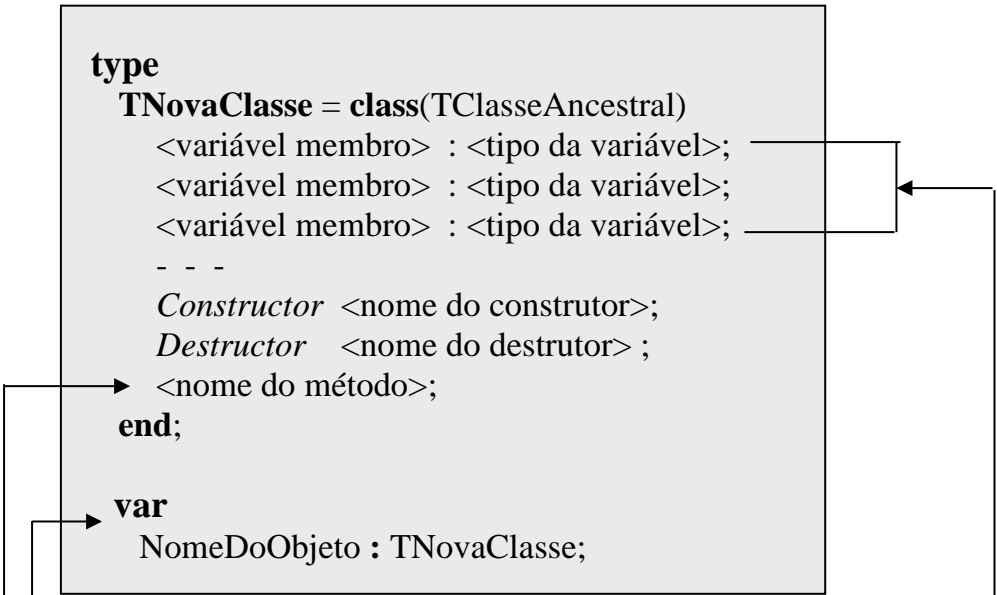 type
TNovaClasse = class(TClasseAncestral)
<variável membro> : <tipo da variável>;
<variável membro> : <tipo da variável>;
<variável membro> : <tipo da variável>;
- - -
Constructor <nome do construtor>;
Destructor <nome do destrutor> ;
<nome do método>;
end;
var
NomeDoObjeto : TNovaClasse;